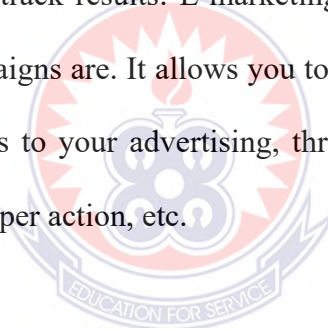 track results. E-marketing
aigns are. It allows you to
s to your advertising, thr
per action, etc.
EDUCATION FOR SERVICE